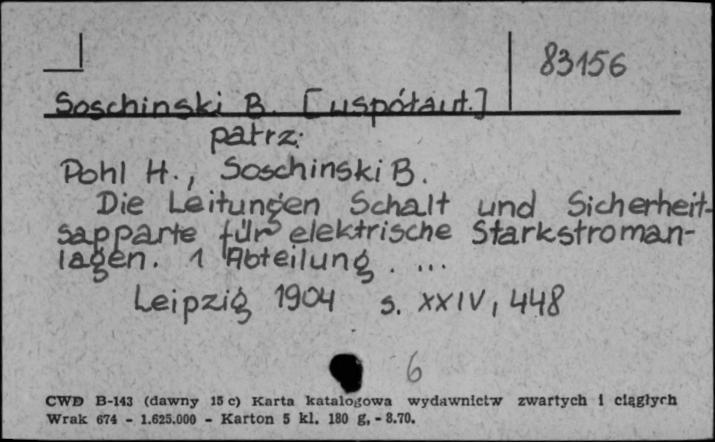 83156
Soschinski B. [uspótaut.]
patrz:
Pohl H., Soschinski B.
Die Leitungen Schalt und Sicherheit-
sapparte für elektrische Starkstroman-
lagen. 1 Abteilung. ...
Leipzig 1904 s. XXIV, 448
6
CWD B-143 (dawny 15 c) Karta katalogowa wydawnictw zwartych i ciągłych
Wrak 674 - 1.625.000 - Karton 5 kl. 180 g, - 8.70.